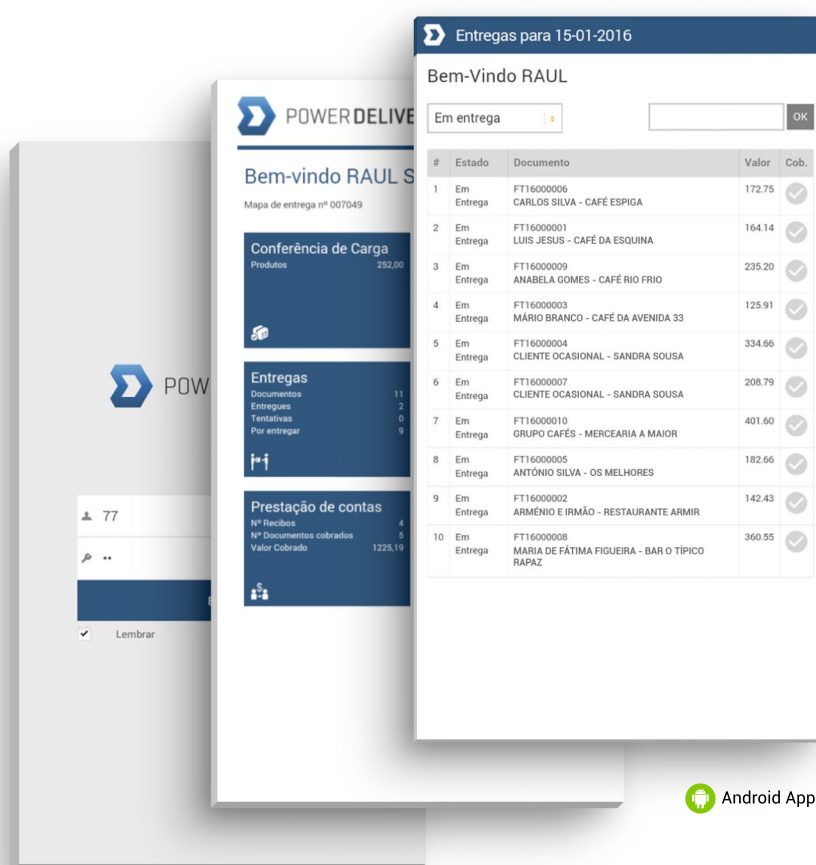 Entregas para 15-01-2016
Bem-Vindo RAUL
Em entrega
OK
# Estado Documento Valor Cob.
1 Em Entrega FT16000006 172.75
CARLOS SILVA - CAFÉ ESPIGA
2 Em Entrega FT16000001 164.14
LUIS JESUS - CAFÉ DA ESQUINA
3 Em Entrega FT16000009 235.20
ANABELA GOMES - CAFÉ RIO FRIO
4 Em Entrega FT16000003 125.91
MÁRIO BRANCO - CAFÉ DA AVENIDA 33
5 Em Entrega FT16000004 334.66
CLIENTE OCASIONAL - SANDRA SOUSA
6 Em Entrega FT16000007 208.79
CLIENTE OCASIONAL - SANDRA SOUSA
7 Em Entrega FT16000010 401.60
GRUPO CAFÉS - MERCEARIA A MAIOR
8 Em Entrega FT16000005 182.66
ANTÓNIO SILVA - OS MELHORES
9 Em Entrega FT16000002 142.43
ARMÉNIO E IRMÃO - RESTAURANTE ARMIR
10 Em Entrega FT16000008 360.55
MARIA DE FÁTIMA FIGUEIRA - BAR O TÍPICO
RAPAZ
POWER DELIVE
Bem-vindo RAUL S
Mapa de entrega nº 007049
Conferência de Carga
Produtos 252,00
Entregas
Documentos 11
Entregues 2
Tentativas 0
Por entregar 9
Prestação de contas
Nº Recibos 4
Nº Documentos cobrados 5
Valor Cobrado 1225,19
POW
77
Lembrar
Android App